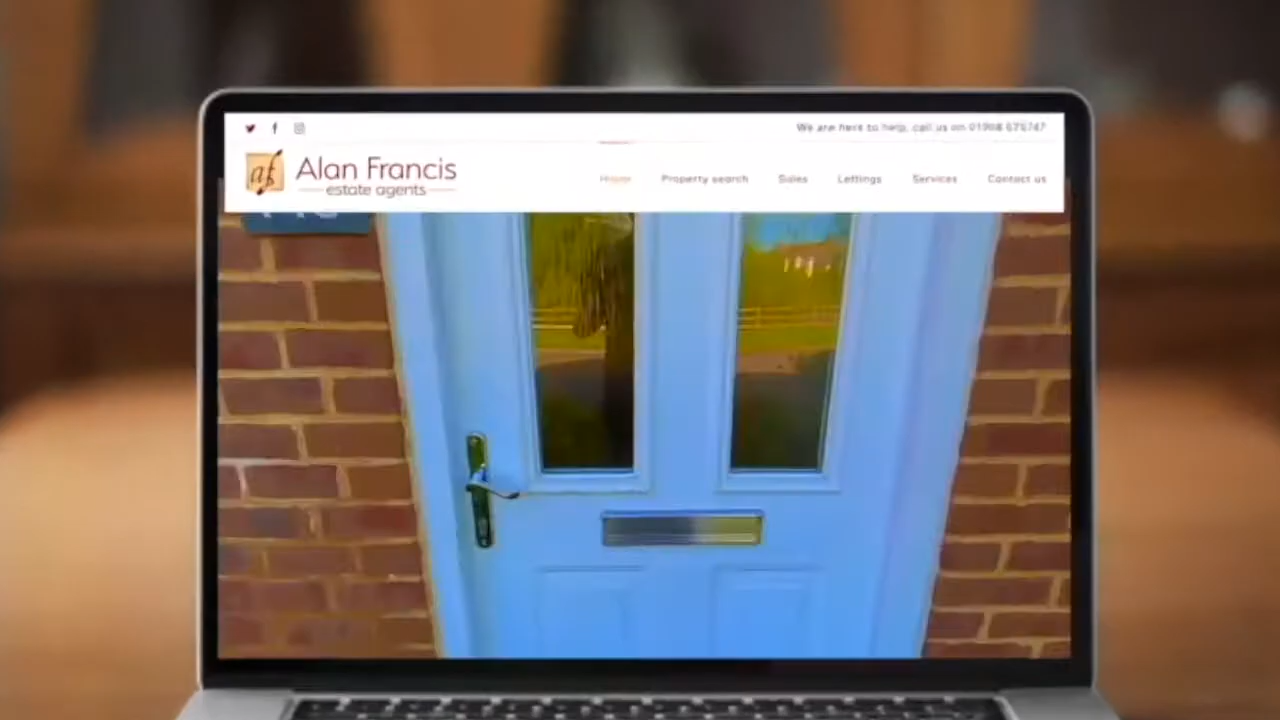 We are here to help, call us on 01908 675747
af
Alan Francis
estate agents
Home
Property search
Sales
Lettings
Services
Contact us